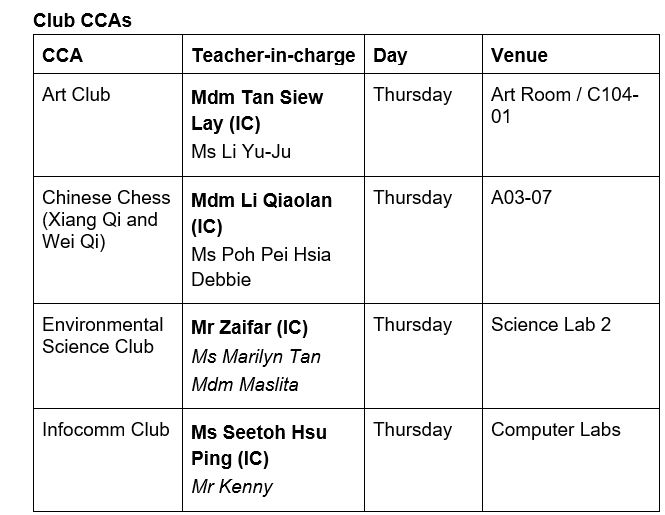 Club CCAs
CCA Teacher-in-charge Day Venue
Art Club
Mdm Tan Siew
Lay (IC)
Ms Li Yu-Ju
Thursday
Art Room / C104-
01
Chinese Chess
(Xiang Qi and
Wei Qi)
Mdm Li Qiaolan
(IC)
Ms Poh Pei Hsia
Debbie
Thursday
A03-07
Environmental
Science Club
Mr Zaifar (IC)
Ms Marilyn Tan
Mdm Maslita
Thursday
Science Lab 2
Infocomm Club
Ms Seetoh Hsu
Ping (IC)
Mr Kenny
Thursday
Computer Labs